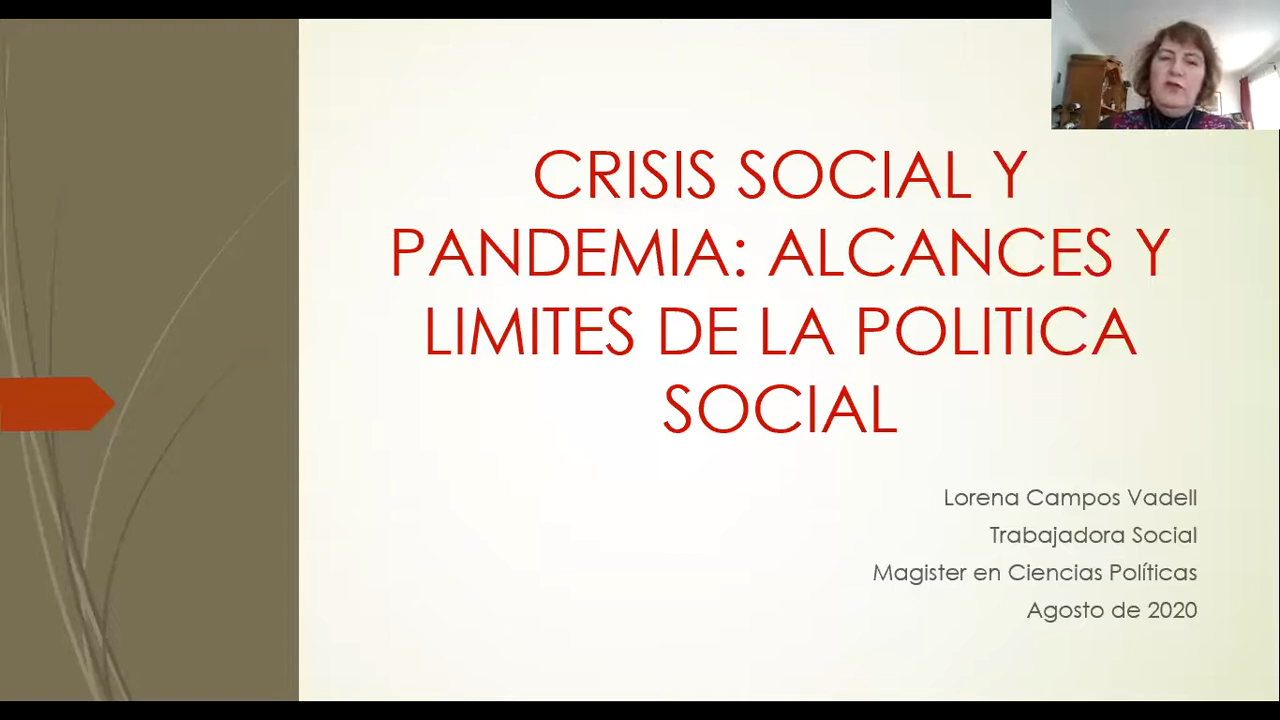 CRISIS SOCIAL Y
PANDEMIA: ALCANCES Y
LIMITES DE LA POLITICA
SOCIAL
Lorena Campos Vadell
Trabajadora Social
Magister en Ciencias Políticas
Agosto de 2020